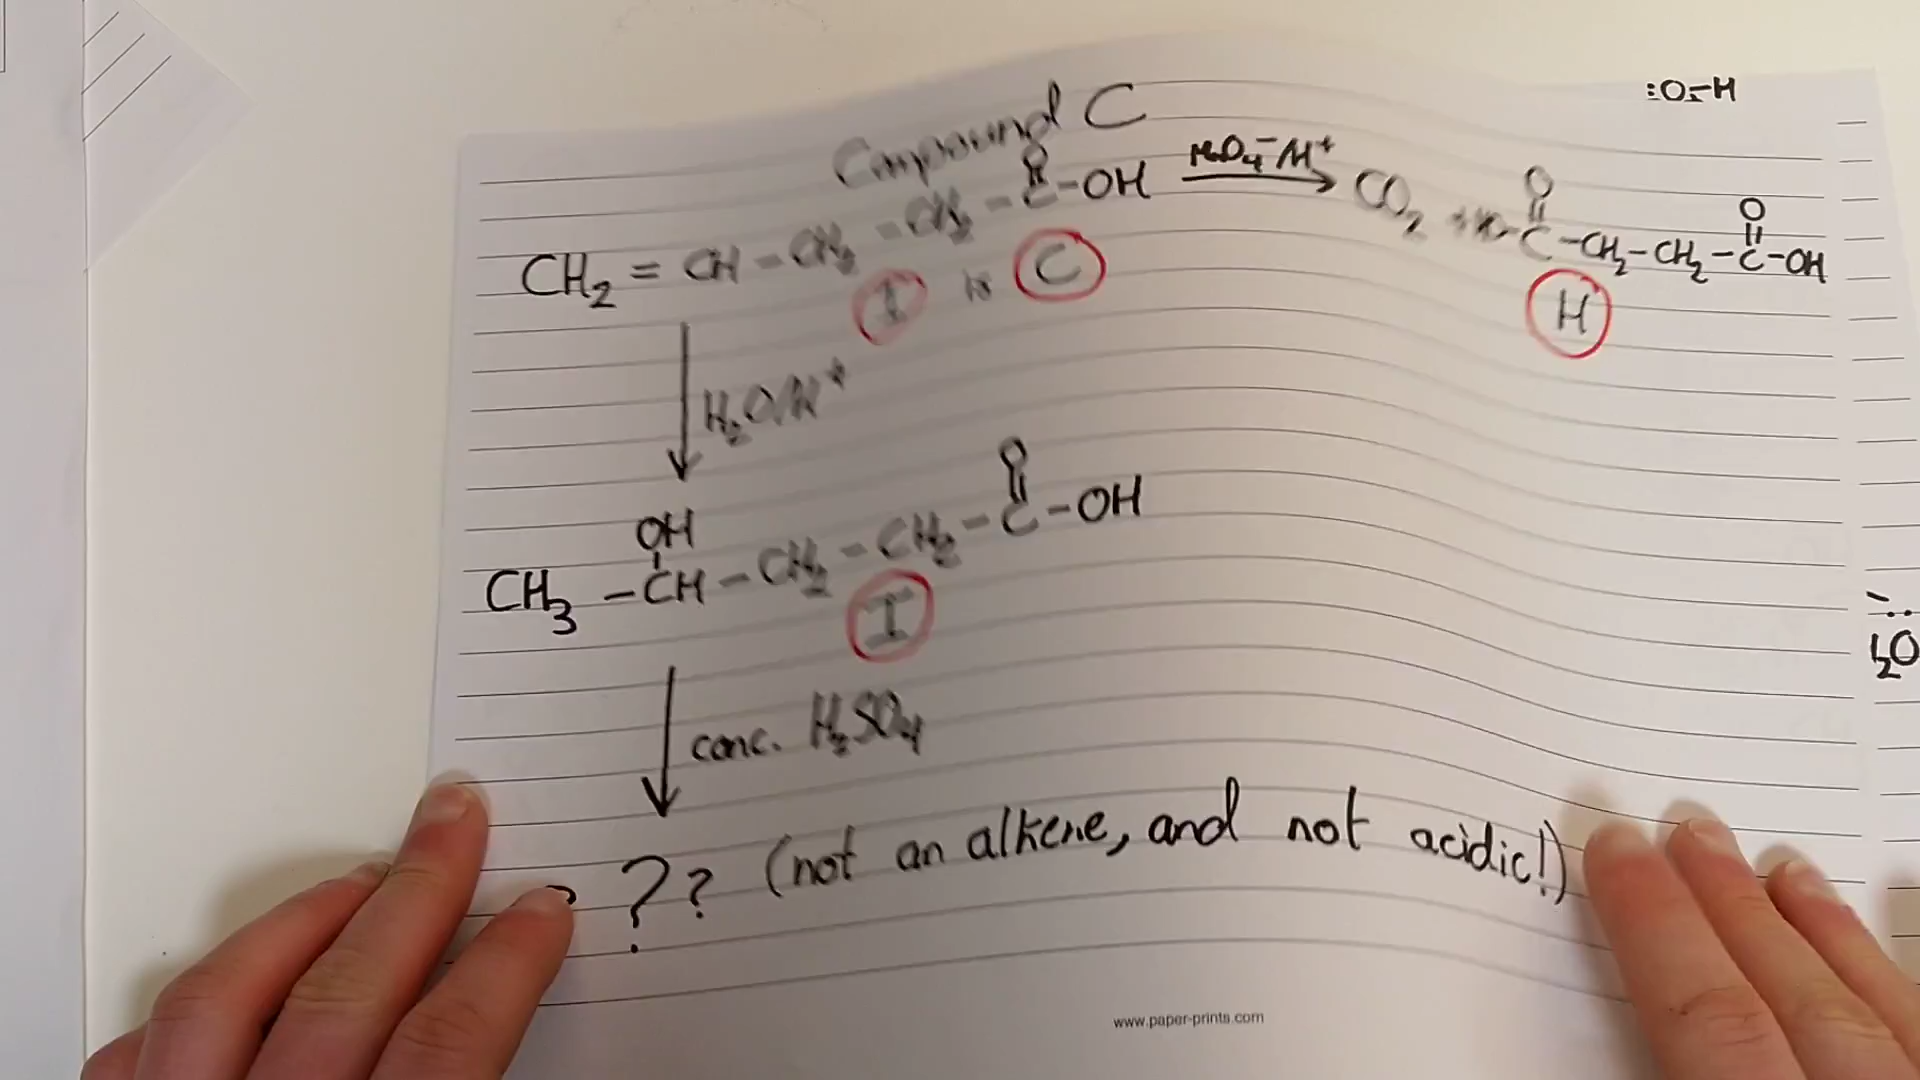 :O-H
Compound C
O
CH2 = CH - CH2 - CH2 - C - OH
MnO4-/H+
CO2 + HO-C-CH2-CH2-C-OH
O
O
I is C
H
H2O/H+
OH
O
CH3 - CH - CH2 - CH2 - C - OH
I
conc. H2SO4
?? (not an alkene, and not acidic!)
www.paper-prints.com